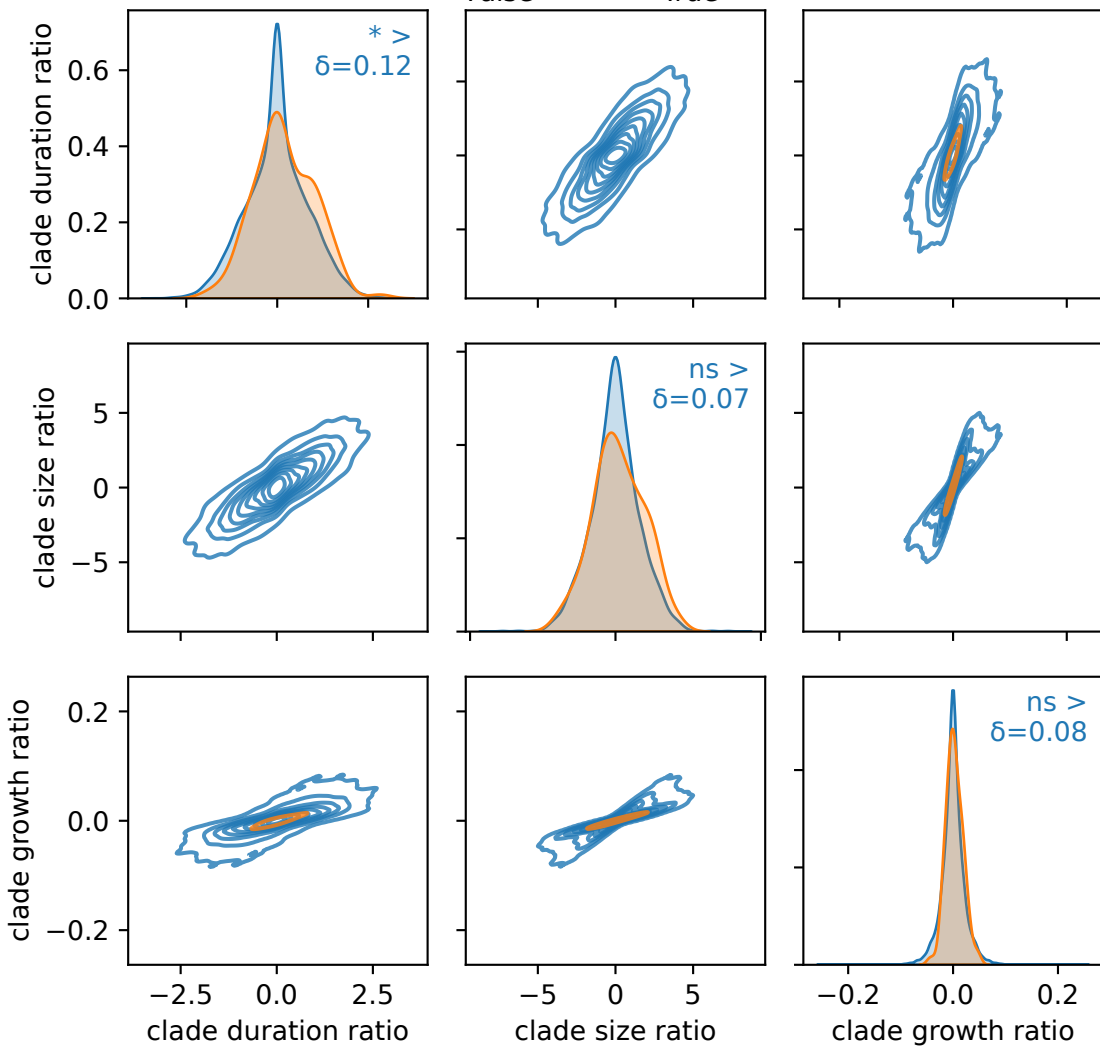 clade duration ratio
0.6
0.4
0.2
0.0
* >
δ=0.12
clade size ratio
5
0
−5
ns >
δ=0.07
clade growth ratio
0.2
0.0
−0.2
ns >
δ=0.08
−2.5 0.0 2.5
−5 0 5
−0.2 0.0 0.2
clade duration ratio
clade size ratio
clade growth ratio